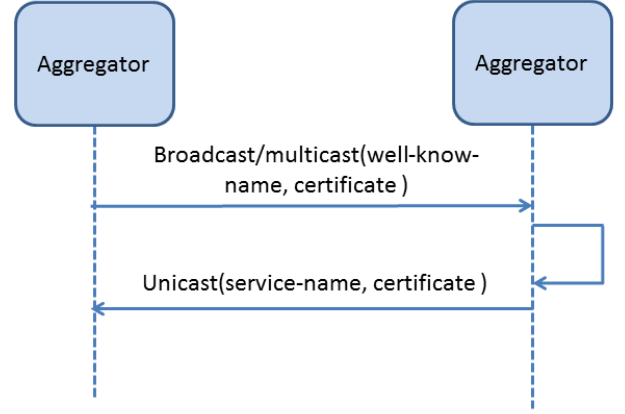 Aggregator
Aggregator
Broadcast/multicast(well-know-
name, certificate )
Unicast(service-name, certificate )